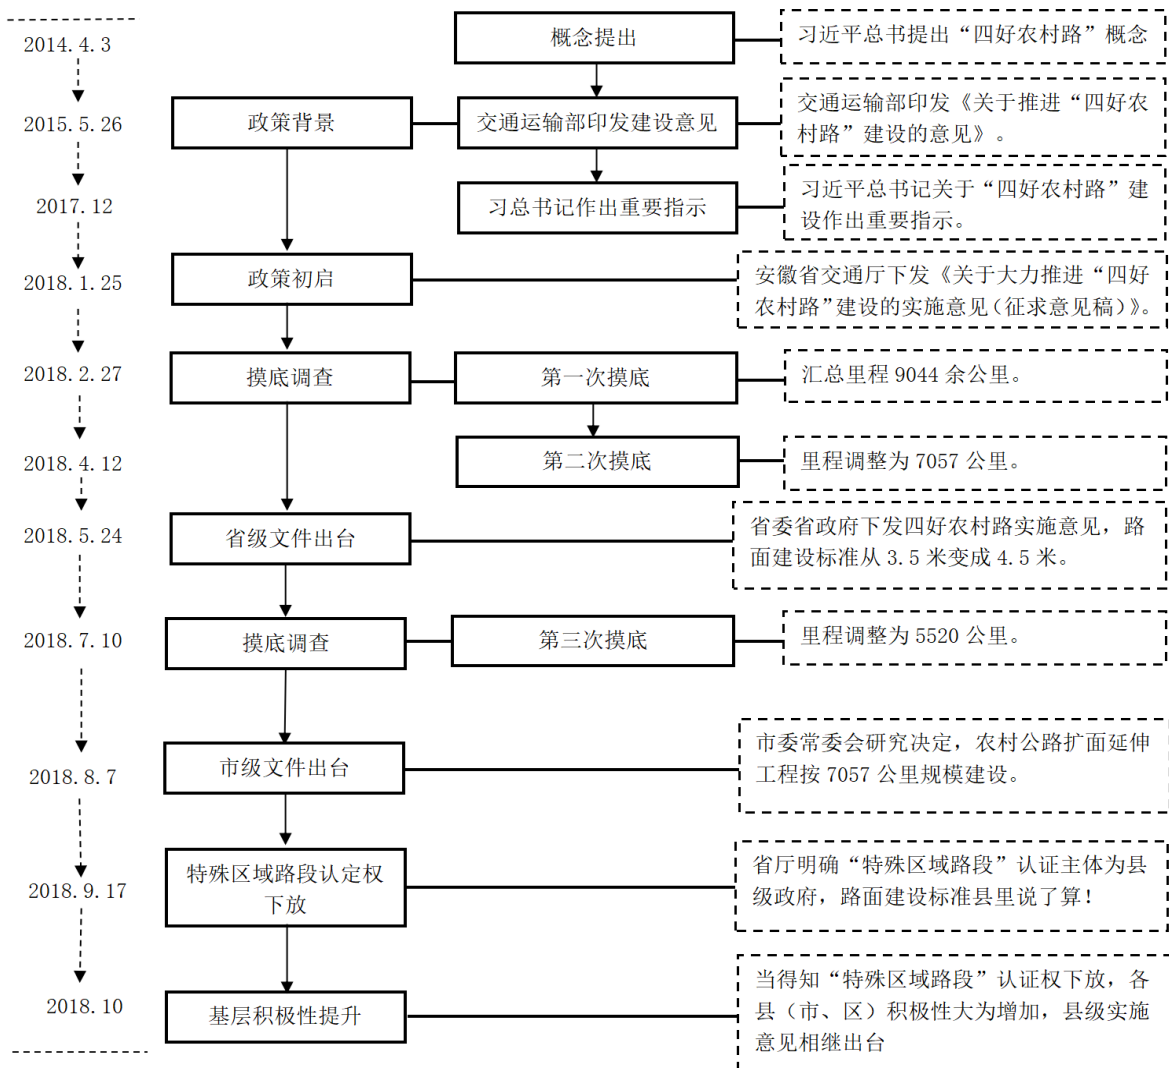 2014.4.3
概念提出
习近平总书提出“四好农村路”概念
2015.5.26
政策背景
交通运输部印发建设意见
交通运输部印发《关于推进“四好农
村路”建设的意见》。
2017.12
习总书记作出重要指示
习近平总书记关于“四好农村路”建
设作出重要指示。
2018.1.25
政策初启
安徽省交通厅下发《关于大力推进“四好
农村路”建设的实施意见（征求意见稿）》。
2018.2.27
摸底调查
第一次摸底
汇总里程 9044 余公里。
2018.4.12
第二次摸底
里程调整为 7057 公里。
2018.5.24
省级文件出台
省委省政府下发四好农村路实施意见，路
面建设标准从 3.5 米变成 4.5 米。
2018.7.10
摸底调查
第三次摸底
里程调整为 5520 公里。
2018.8.7
市级文件出台
市委常委会研究决定，农村公路扩面延伸
工程按 7057 公里规模建设。
2018.9.17
特殊区域路段认定权
下放
省厅明确“特殊区域路段”认证主体为县
级政府，路面建设标准县里说了算！
2018.10
基层积极性提升
当得知“特殊区域路段”认证权下放，各
县（市、区）积极性大为增加，县级实施
意见相继出台